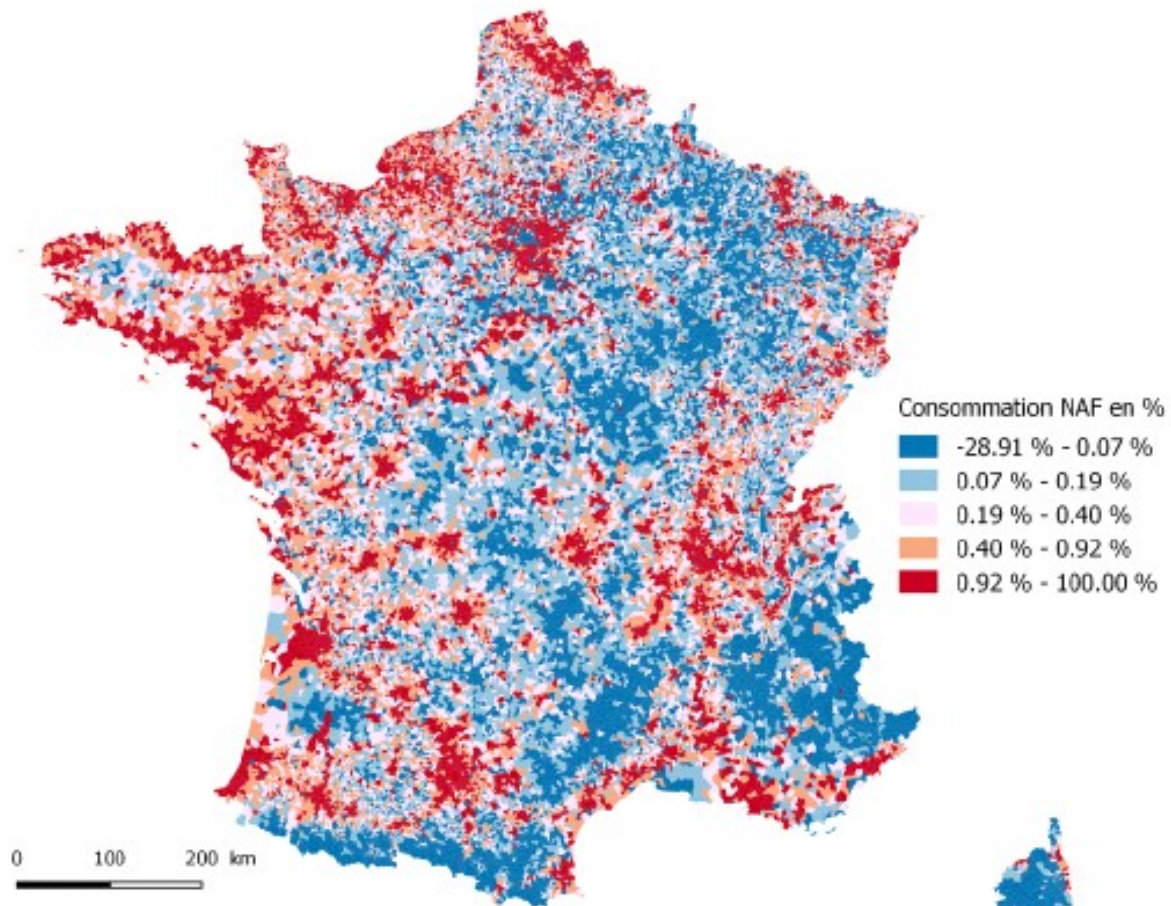 Consommation NAF en %
-28.91 % - 0.07 %
0.07 % - 0.19 %
0.19 % - 0.40 %
0.40 % - 0.92 %
0.92 % - 100.00 %
0 100 200 km